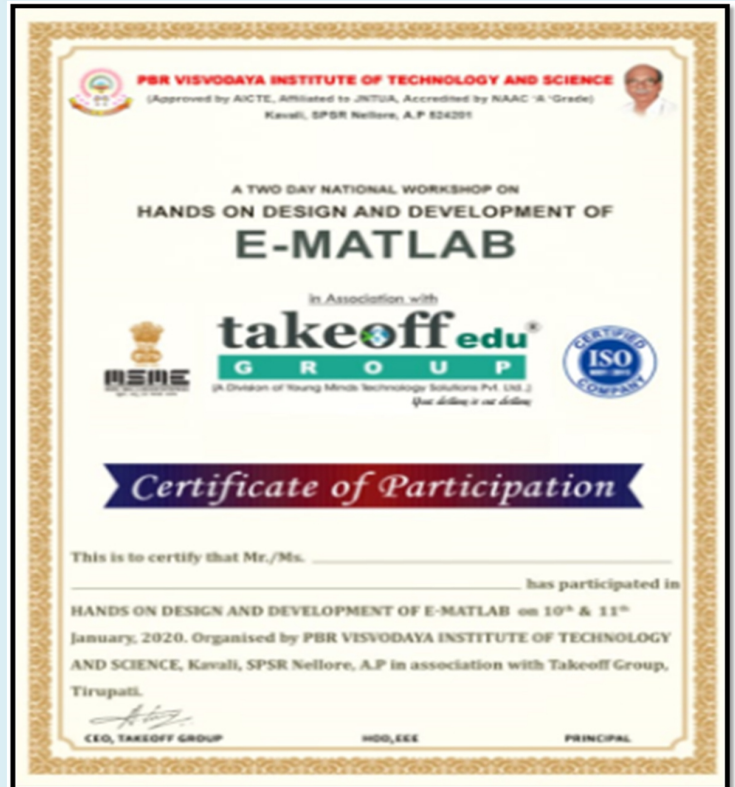 PBR VISVODAYA INSTITUTE OF TECHNOLOGY AND SCIENCE
(Approved by AICTE, Affiliated to JNTUA, Accredited by NAAC 'A 'Grade)
Kavali, SPSR Nellore, A.P 524201
A TWO DAY NATIONAL WORKSHOP ON
HANDS ON DESIGN AND DEVELOPMENT OF
E-MATLAB
in Association with
takeoff edu®
GROUP
(A Division of Young Minds Technology Solutions Pvt. Ltd.,)
MSME
CERTIFIED
ISO
COMPANY
Certificate of Participation
This is to certify that Mr./Ms.
has participated in
HANDS ON DESIGN AND DEVELOPMENT OF E-MATLAB on 10th & 11th
January, 2020. Organised by PBR VISVODAYA INSTITUTE OF TECHNOLOGY
AND SCIENCE, Kavali, SPSR Nellore, A.P in association with Takeoff Group,
Tirupati.
CEO, TAKEOFF GROUP HOD,EEE PRINCIPAL